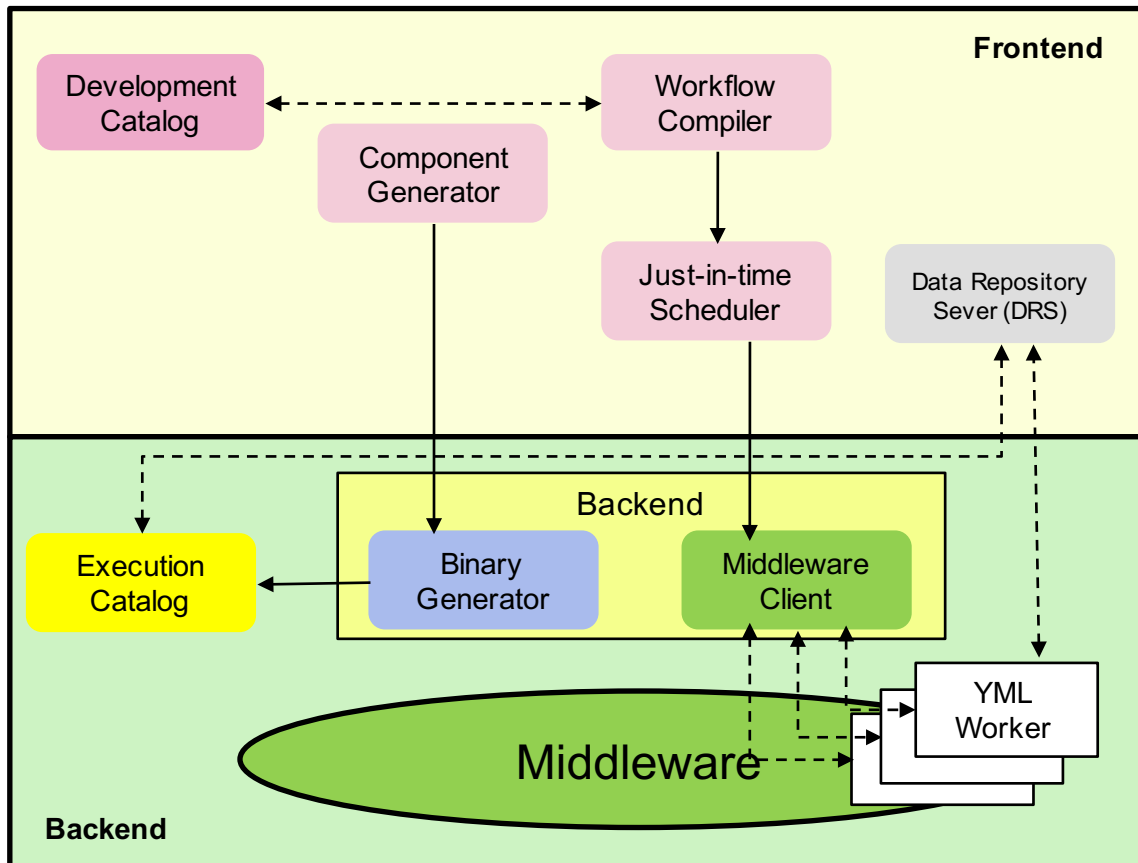 Frontend
Development
Catalog
Workflow
Compiler
Component
Generator
Just-in-time
Scheduler
Data Repository
Sever (DRS)
Backend
Execution
Catalog
Binary
Generator
Middleware
Client
YML
Worker
Middleware
Backend